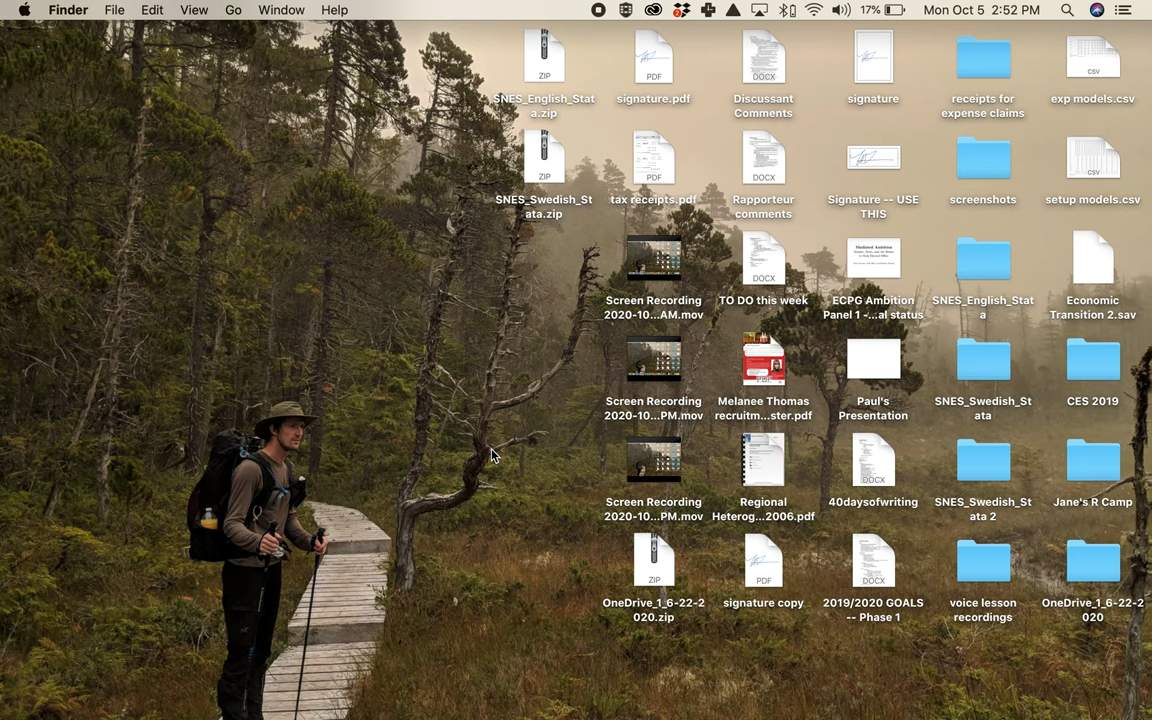 Finder File Edit View Go Window Help 17% Mon Oct 5 2:52 PM
ZIP
SNES_English_Stat
a.zip
PDF
signature.pdf
DOCX
Discussant
Comments
signature
receipts for
expense claims
CSV
exp models.csv
ZIP
SNES_Swedish_St
ata.zip
PDF
tax receipts.pdf
DOCX
Rapporteur
comments
Signature -- USE
THIS
screenshots
CSV
setup models.csv
Screen Recording
2020-10...AM.mov
DOCX
TO DO this week
Mediated Ambition
ECPG Ambition
Panel 1 -...al status
SNES_English_Stat
a
Economic
Transition 2.sav
Screen Recording
2020-10...PM.mov
PDF
Melanee Thomas
recruitm...ster.pdf
Paul's
Presentation
SNES_Swedish_St
ata
CES 2019
Screen Recording
2020-10...PM.mov
Regional
Heterog...2006.pdf
DOCX
40daysofwriting
SNES_Swedish_St
ata 2
Jane's R Camp
ZIP
OneDrive_1_6-22-2
020.zip
PDF
signature copy
DOCX
2019/2020 GOALS
-- Phase 1
voice lesson
recordings
OneDrive_1_6-22-2
020